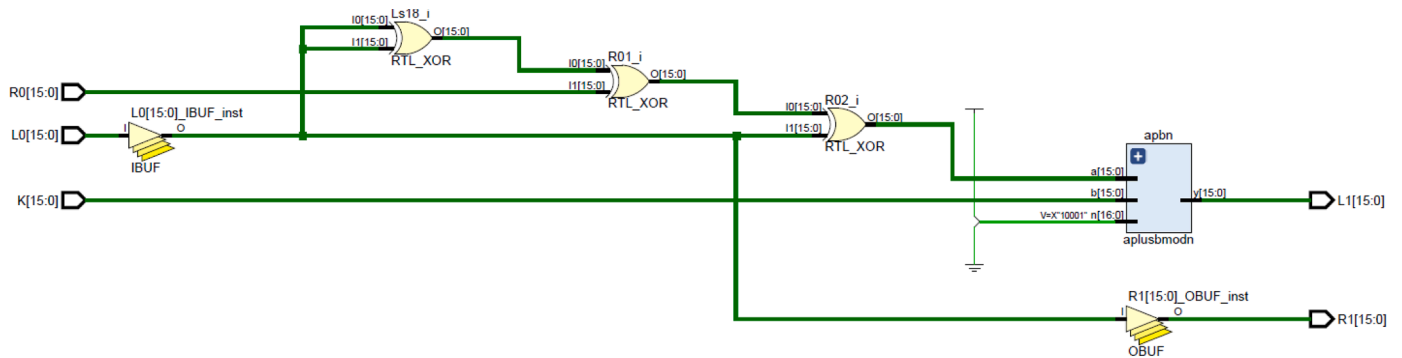 Ls18_i
I0[15:0]
O[15:0]
I1[15:0]
RTL_XOR
R01_i
I0[15:0]
O[15:0]
I1[15:0]
RTL_XOR
R0[15:0]
R02_i
I0[15:0]
O[15:0]
I1[15:0]
RTL_XOR
L0[15:0]_IBUF_inst
L0[15:0]
I
O
IBUF
apbn
a[15:0]
K[15:0]
b[15:0]
y[15:0]
L1[15:0]
V=X"10001" n[16:0]
aplusbmodn
R1[15:0]_OBUF_inst
I
O
R1[15:0]
OBUF